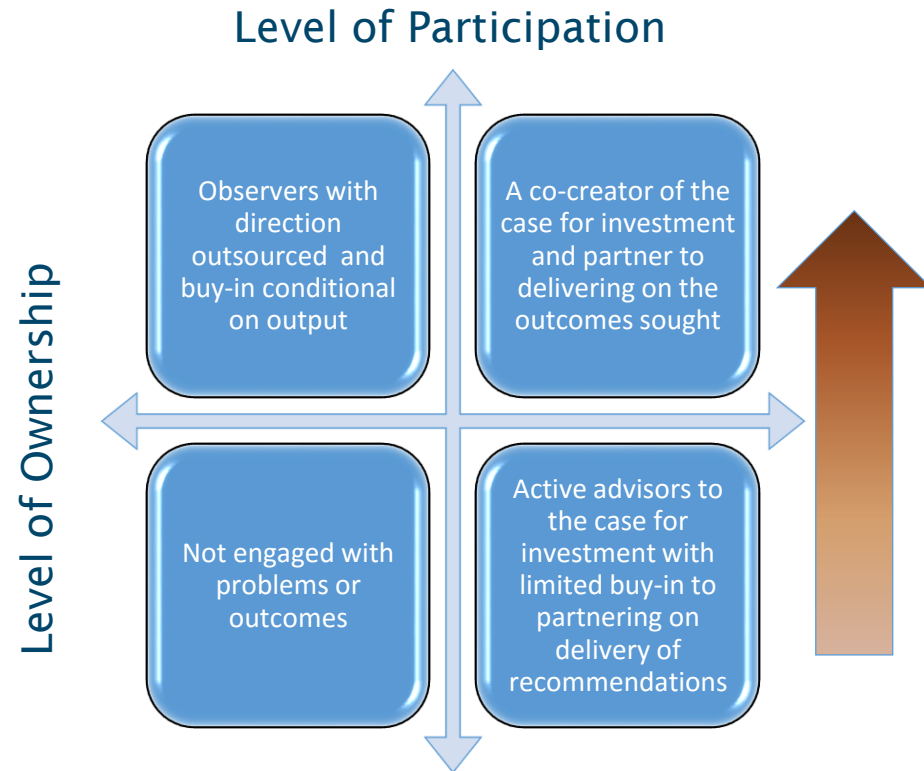 Level of Participation
Level of Ownership
Observers with
direction
outsourced and
buy-in conditional
on output
A co-creator of the
case for investment
and partner to
delivering on the
outcomes sought
Not engaged with
problems or
outcomes
Active advisors to
the case for
investment with
limited buy-in to
partnering on
delivery of
recommendations